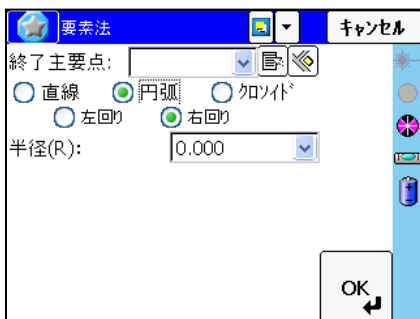 要素法 キャンセル
終了主要点:
直線 円弧 クロソイド
左回り 右回り
半径(R): 0.000
OK